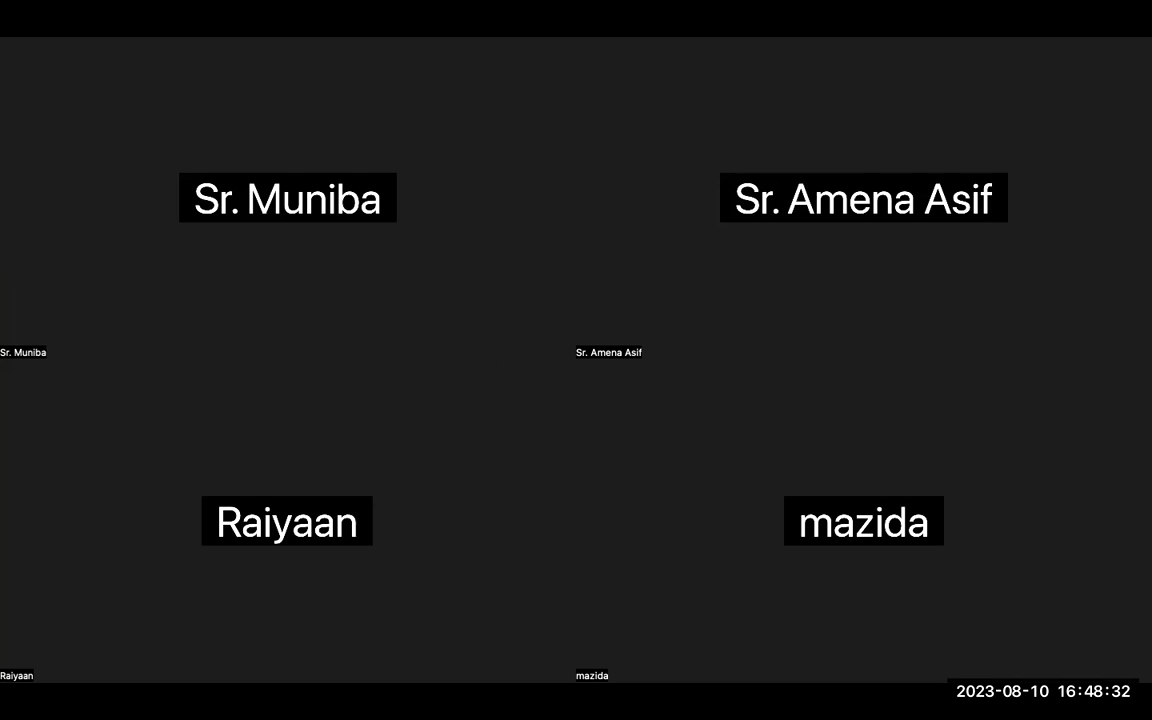 Sr. Muniba
Sr. Amena Asif
Sr. Muniba
Sr. Amena Asif
Raiyaan
mazida
Raiyaan
mazida
2023-08-10 16:48:32